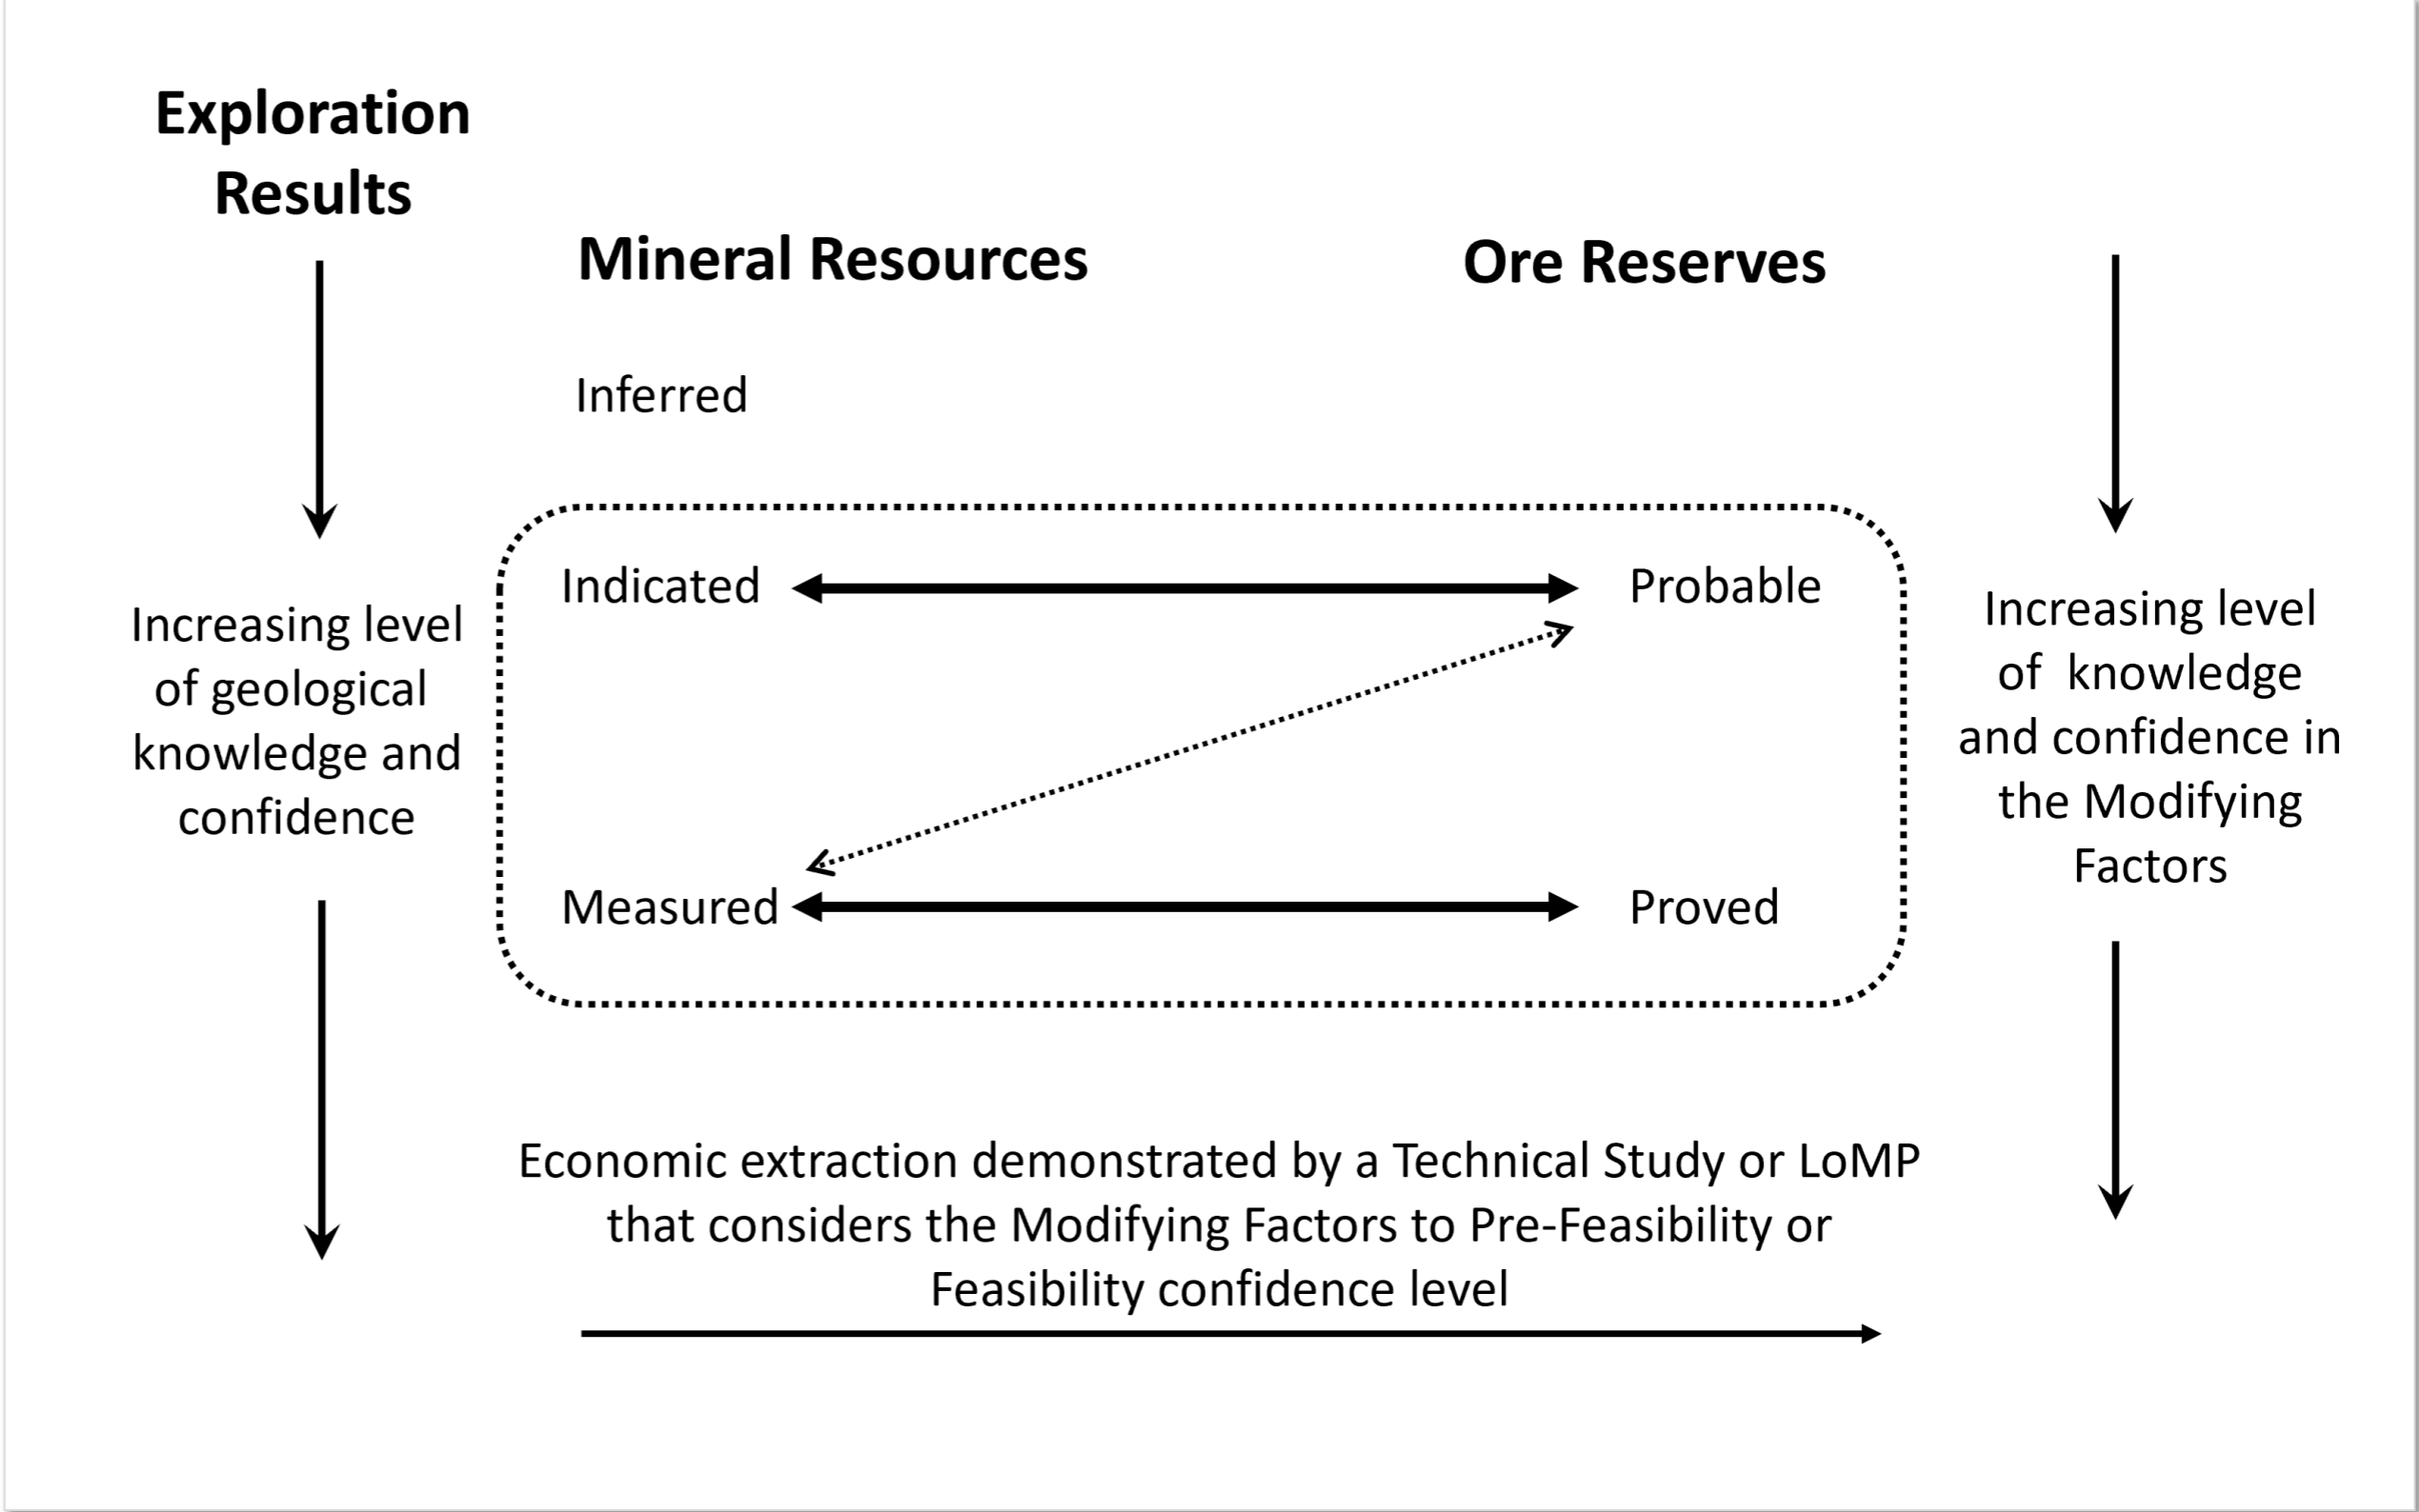 Exploration
Results
Mineral Resources
Ore Reserves
Inferred
Indicated
Probable
Increasing level
of geological
knowledge and
confidence
Increasing level
of  knowledge
and confidence in
the Modifying
Factors
Measured
Proved
Economic extraction demonstrated by a Technical Study or LoMP
that considers the Modifying Factors to Pre-Feasibility or
Feasibility confidence level